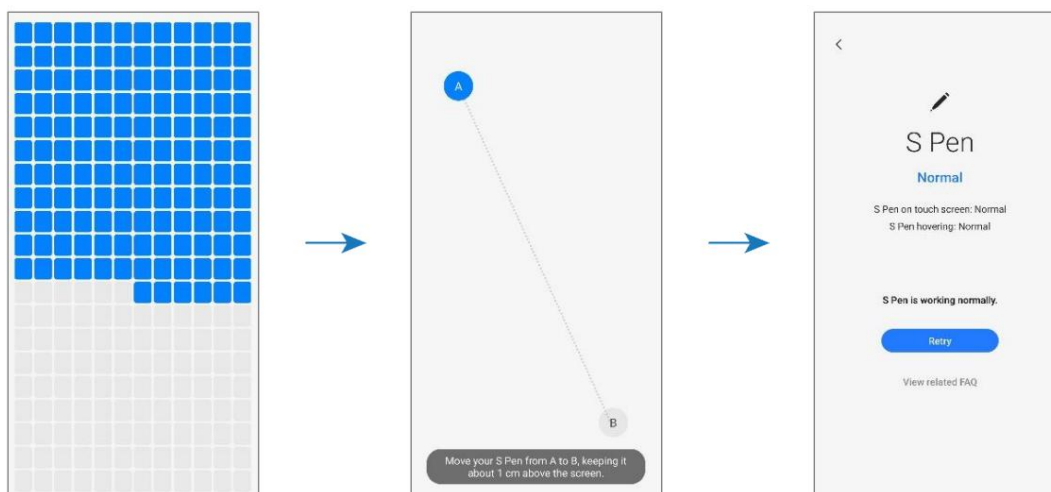 A
B
Move your S Pen from A to B, keeping it
about 1 cm above the screen.
S Pen
Normal
S Pen on touch screen: Normal
S Pen hovering: Normal
S Pen is working normally.
Retry
View related FAQ